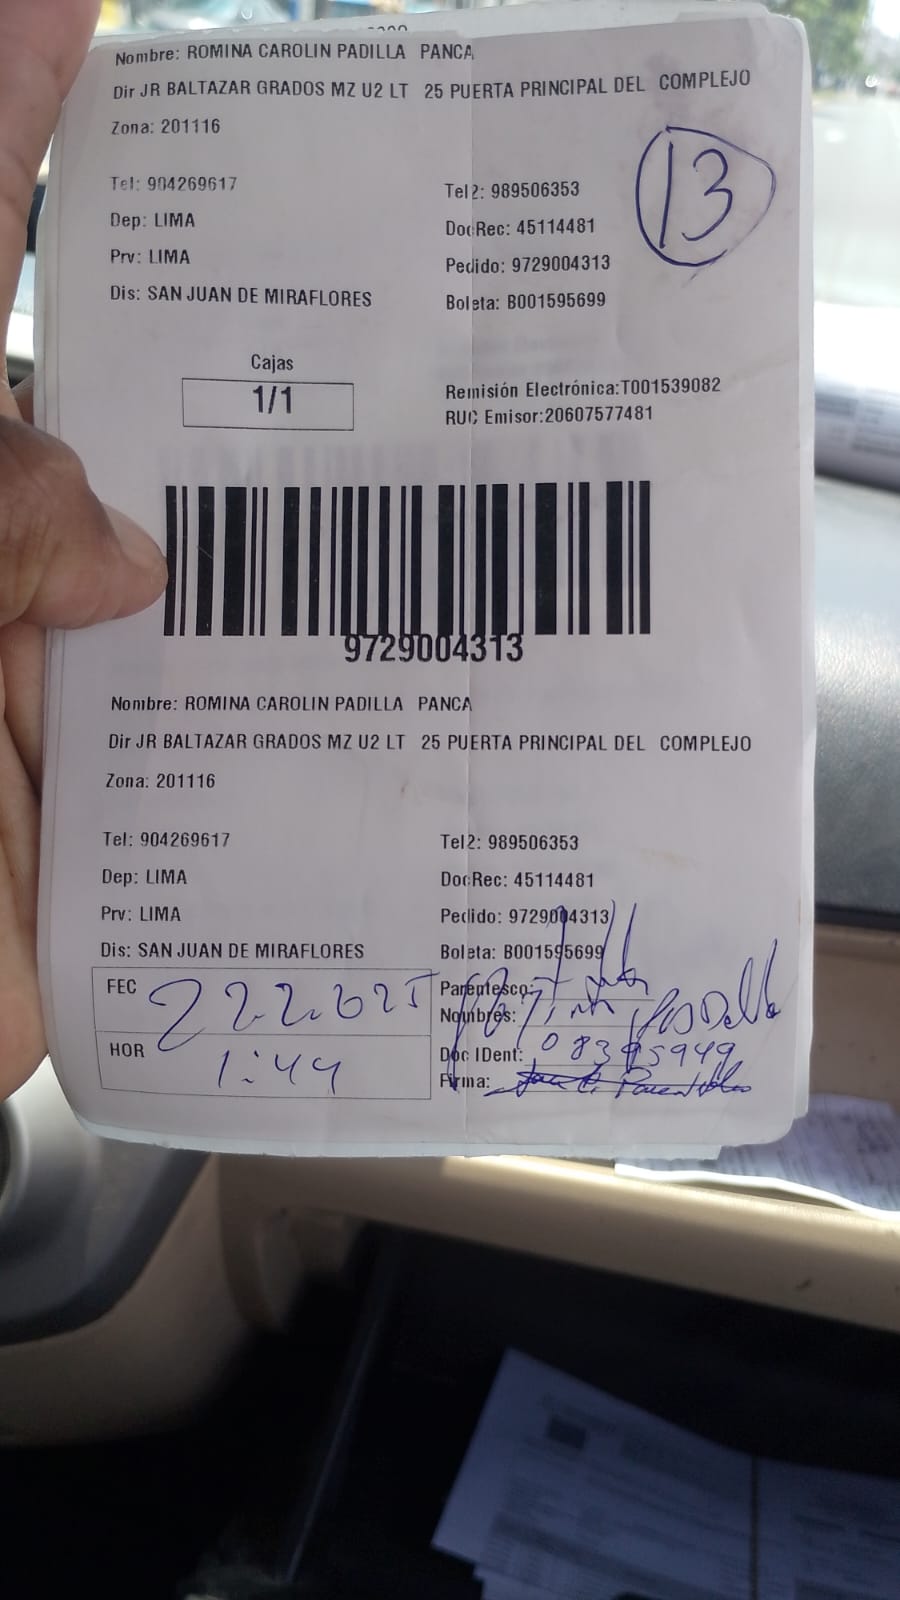 Nombre: ROMINA CAROLIN PADILLA PANCA
Dir JR BALTAZAR GRADOS MZ U2 LT 25 PUERTA PRINCIPAL DEL COMPLEJO
Zona: 201116
13
Tel: 904269617 Tel2: 989506353
Dep: LIMA DocRec: 45114481
Prv: LIMA Pedido: 9729004313
Dis: SAN JUAN DE MIRAFLORES Boleta: B001595699
Cajas
1/1
Remisión Electrónica:T001539082
RUC Emisor:20607577481
9729004313
Nombre: ROMINA CAROLIN PADILLA PANCA
Dir JR BALTAZAR GRADOS MZ U2 LT 25 PUERTA PRINCIPAL DEL COMPLEJO
Zona: 201116
Tel: 904269617 Tel2: 989506353
Dep: LIMA DocRec: 45114481
Prv: LIMA Pedido: 9729004313
Dis: SAN JUAN DE MIRAFLORES Boleta: B001595699
FEC Parentesco:
Nombres:
HOR 1:44 Doc IDent: 08395949
Firma: